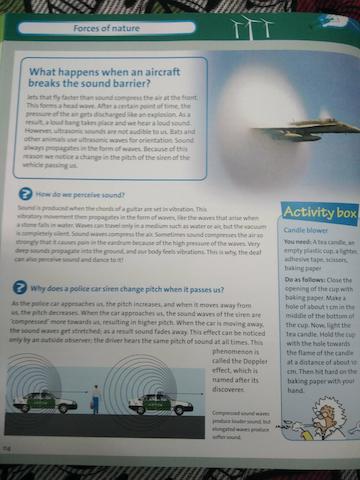 Forces of nature
What happens when an aircraft
breaks the sound barrier?
Jets that fly faster than sound compress the air at the front.
This forms a head wave. After a certain point of time, the
pressure of the air gets discharged like an explosion. As a
result, a loud bang takes place and we hear a loud sound.
However, ultrasonic sounds are not audible to us. Bats and
other animals use ultrasonic waves for orientation. Sound
always propagates in the form of waves. Because of this
reason we notice a change in the pitch of the siren of the
vehicle passing us.
? How do we perceive sound?
Sound is produced when the chords of a guitar are set in vibration. This
vibratory movement then propagates in the form of waves, like the waves that arise when
a stone falls in water. Waves can travel only in a medium such as water or air, but the vacuum
is completely silent. Sound waves compress the air. Sometimes sound compresses the air so
strongly that it causes pain in the eardrum because of the high pressure of the waves. Very
deep sounds propagate into the ground, and our body feels vibrations. This is why, the deaf
can also perceive sound and dance to it!
? Why does a police car siren change pitch when it passes us?
As the police car approaches us, the pitch increases, and when it moves away from
us, the pitch decreases. When the car approaches us, the sound waves of the siren are
'compressed' more towards us, resulting in higher pitch. When the car is moving away,
the sound waves get stretched; as a result sound fades away. This effect can be noticed
only by an outside observer; the driver hears the same pitch of sound at all times. This
phenomenon is
called the Doppler
effect, which is
named after its
discoverer.
Compressed sound waves
produce louder sound, but
elongated waves produce
softer sound.
Activity box
Candle blower
You need: A tea candle, an
empty plastic cup, a lighter,
adhesive tape, scissors,
baking paper
Do as follows: Close the
opening of the cup with
baking paper. Make a
hole of about 1 cm in the
middle of the bottom of
the cup. Now, light the
tea candle. Hold the cup
with the hole towards
the flame of the candle
at a distance of about 10
cm. Then hit hard on the
baking paper with your
hand.